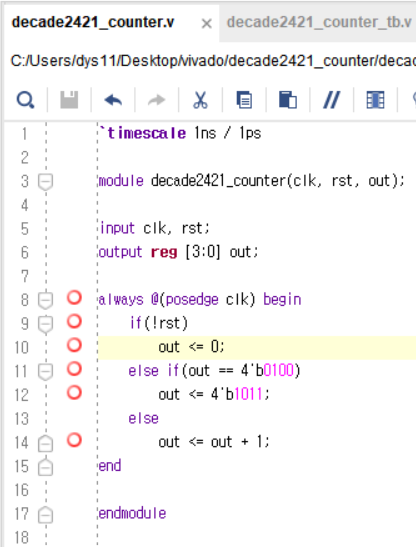 decade2421_counter.v × decade2421_counter_tb.v
C:/Users/dys11/Desktop/vivado/decade2421_counter/decad
1 `timescale 1ns / 1ps
2
3 module decade2421_counter(clk, rst, out);
4
5 input clk, rst;
6 output reg [3:0] out;
7
8 always @(posedge clk) begin
9 if(!rst)
10 out <= 0;
11 else if(out == 4'b0100)
12 out <= 4'b1011;
13 else
14 out <= out + 1;
15 end
16
17 endmodule
18